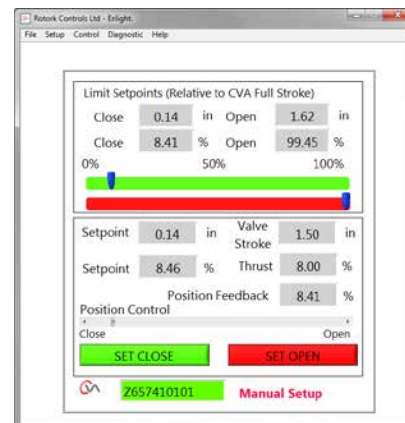 Rotork Controls Ltd - Enlight.
File Setup Control Diagnostic Help
Limit Setpoints (Relative to CVA Full Stroke)
Close 0.14 in Open 1.62 in
Close 8.41 % Open 99.45 %
0% 50% 100%
Setpoint 0.14 in Valve Stroke 1.50 in
Setpoint 8.46 % Thrust 8.00 %
Position Feedback 8.41 %
Position Control
Close Open
SET CLOSE SET OPEN
CVA Z657410101 Manual Setup